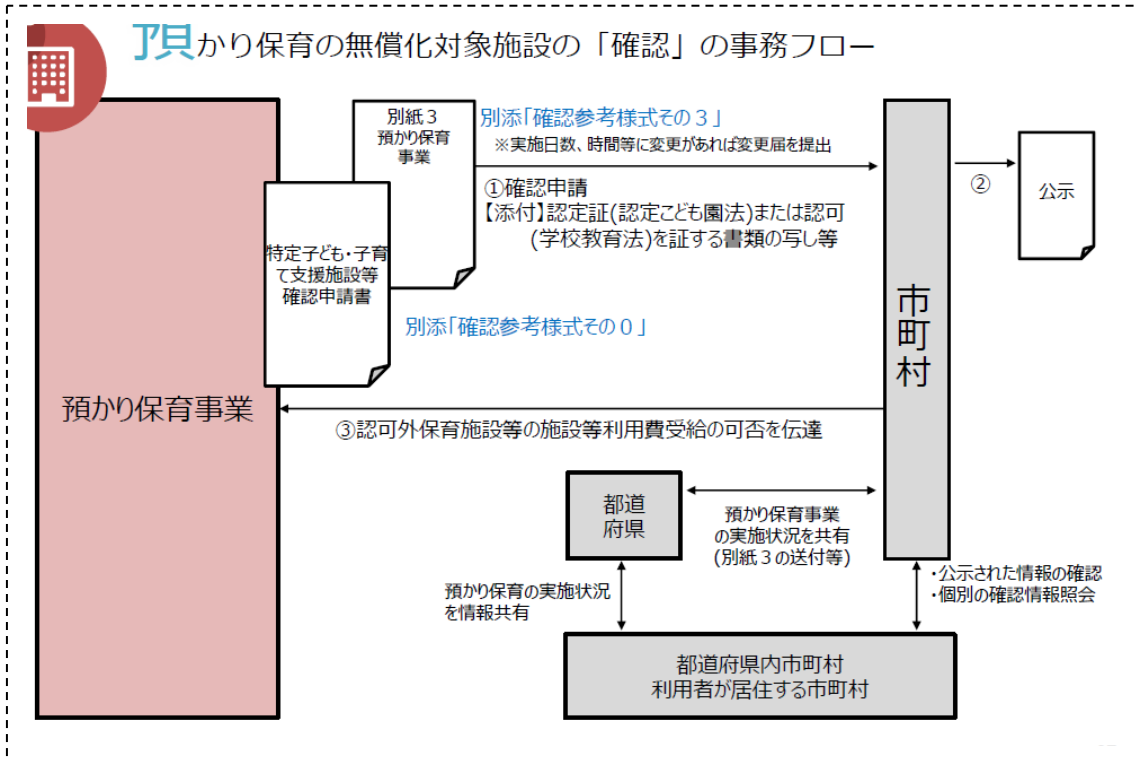 預かり保育の無償化対象施設の「確認」の事務フロー
別紙３
預かり保育
事業
別添「確認参考様式その３」
※実施日数、時間等に変更があれば変更届を提出
①確認申請
【添付】認定証(認定こども園法)または認可
(学校教育法)を証する書類の写し等
②
公示
特定子ども・子育
て支援施設等
確認申請書
別添「確認参考様式その０」
市町村
預かり保育事業
③認可外保育施設等の施設等利用費受給の可否を伝達
都道
府県
預かり保育事業
の実施状況を共有
(別紙３の送付等)
預かり保育の実施状況
を情報共有
・公示された情報の確認
・個別の確認情報照会
都道府県内市町村
利用者が居住する市町村